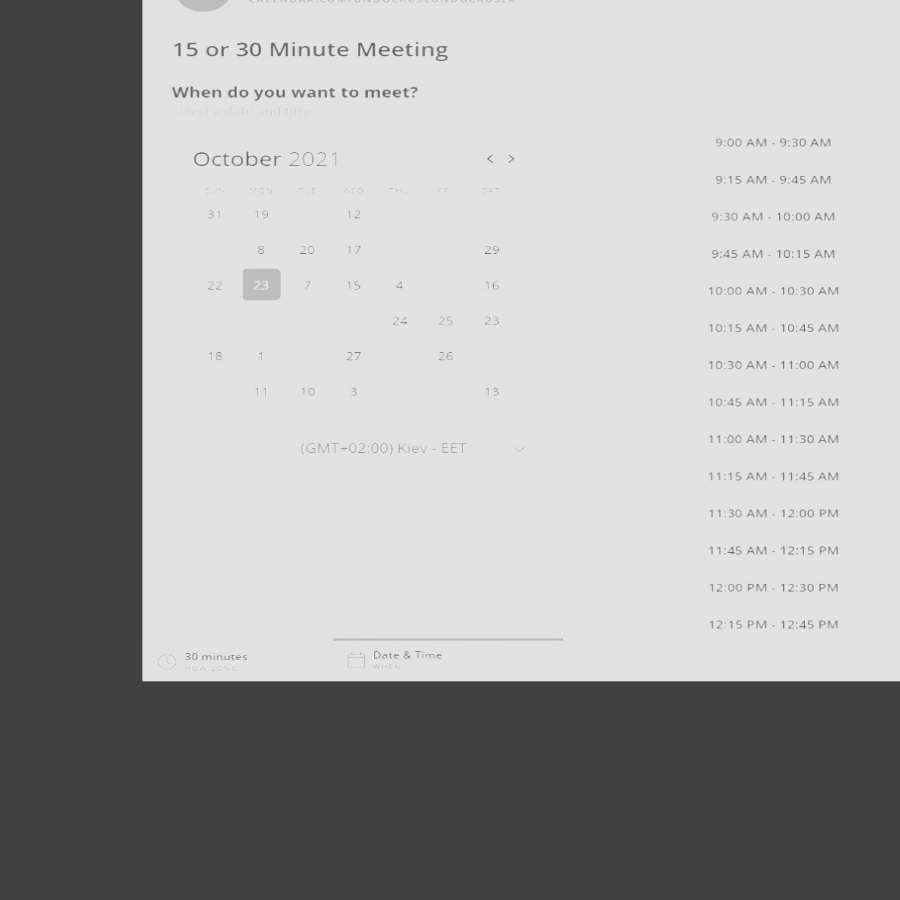 15 or 30 Minute Meeting
When do you want to meet?
Select a date and time
October 2021 < >
SUN MON TUE WED THU FRI SAT
31 19 12
8 20 17 29
22 23 7 15 4 16
24 25 23
18 1 27 26
11 10 3 13
(GMT+02:00) Kiev - EET
9:00 AM - 9:30 AM
9:15 AM - 9:45 AM
9:30 AM - 10:00 AM
9:45 AM - 10:15 AM
10:00 AM - 10:30 AM
10:15 AM - 10:45 AM
10:30 AM - 11:00 AM
10:45 AM - 11:15 AM
11:00 AM - 11:30 AM
11:15 AM - 11:45 AM
11:30 AM - 12:00 PM
11:45 AM - 12:15 PM
12:00 PM - 12:30 PM
12:15 PM - 12:45 PM
30 minutes
HOW LONG
Date & Time
WHEN